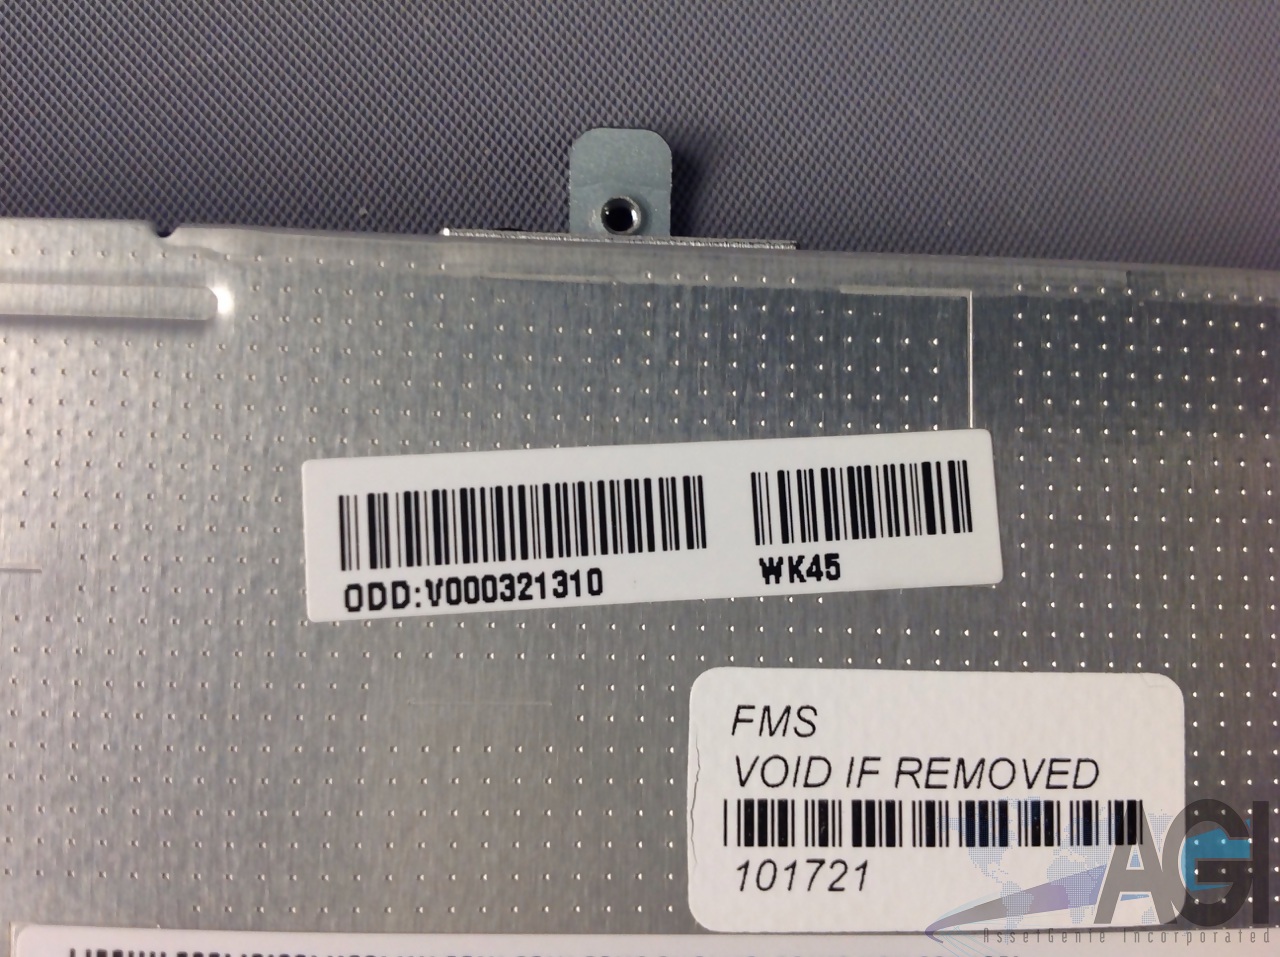 ODD:V000321310
WK45
FMS
VOID IF REMOVED
101721
AGI
AssetGenie Incorporated